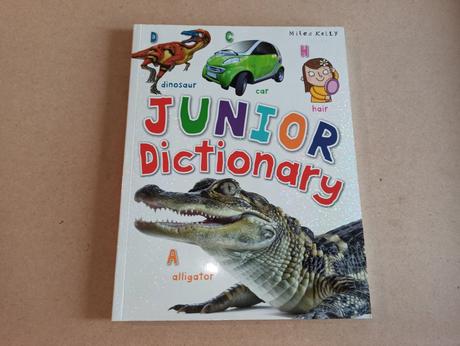 Miles Kelly
D
dinosaur
C
car
H
hair
JUNIOR
Dictionary
A
alligator